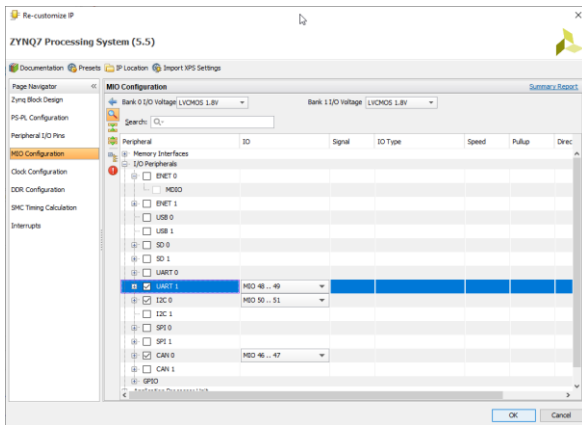 Re-customize IP
ZYNQ7 Processing System (5.5)
Documentation Presets IP Location Import XPS Settings
Page Navigator
Zynq Block Design
PS-PL Configuration
Peripheral I/O Pins
MIO Configuration
Clock Configuration
DDR Configuration
SMC Timing Calculation
Interrupts
MIO Configuration Summary Report
Bank 0 I/O Voltage LVCMOS 1.8V Bank 1 I/O Voltage LVCMOS 1.8V
Search:
Peripheral IO Signal IO Type Speed Pullup Direc
Memory Interfaces
I/O Peripherals
ENET 0
MDIO
ENET 1
USB 0
USB 1
SD 0
SD 1
UART 0
UART 1 MIO 48 .. 49
I2C 0 MIO 50 .. 51
I2C 1
SPI 0
SPI 1
CAN 0 MIO 46 .. 47
CAN 1
GPIO
OK Cancel